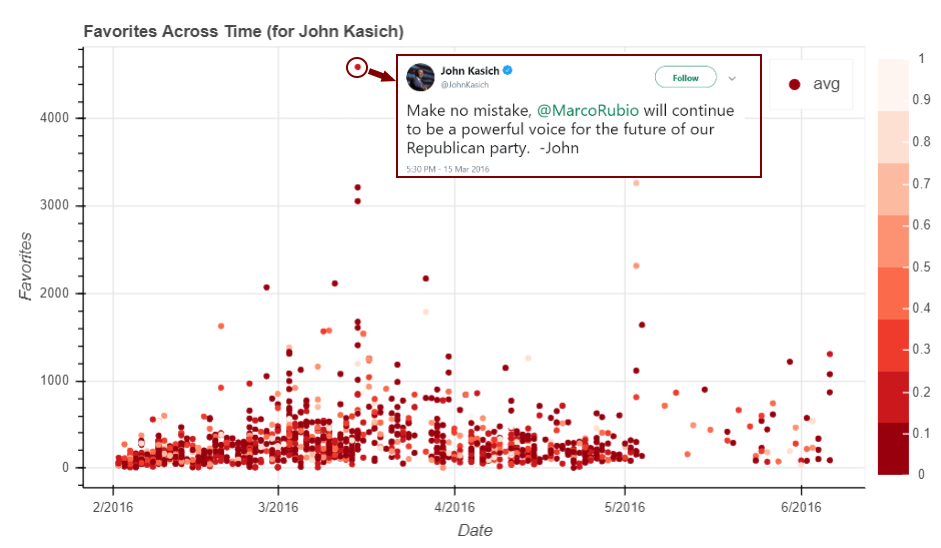 Favorites Across Time (for John Kasich)
John Kasich
@JohnKasich
Follow
Make no mistake, @MarcoRubio will continue
to be a powerful voice for the future of our
Republican party. -John
5:30 PM - 15 Mar 2016
avg
1
0.9
0.8
0.7
0.6
0.5
0.4
0.3
0.2
0.1
0
Favorites
4000
3000
2000
1000
0
2/2016
3/2016
4/2016
5/2016
6/2016
Date